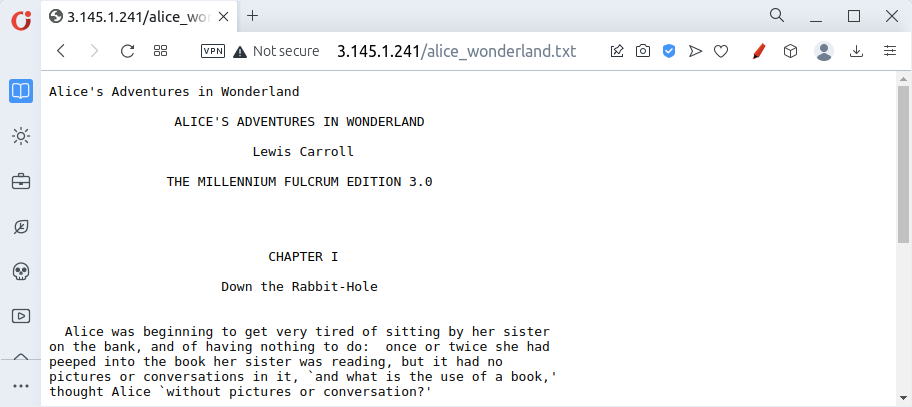 3.145.1.241/alice_wor
VPN
Not secure
3.145.1.241/alice_wonderland.txt
Alice's Adventures in Wonderland
ALICE'S ADVENTURES IN WONDERLAND
Lewis Carroll
THE MILLENNIUM FULCRUM EDITION 3.0
CHAPTER I
Down the Rabbit-Hole
Alice was beginning to get very tired of sitting by her sister
on the bank, and of having nothing to do:  once or twice she had
peeped into the book her sister was reading, but it had no
pictures or conversations in it, `and what is the use of a book,'
thought Alice `without pictures or conversation?'